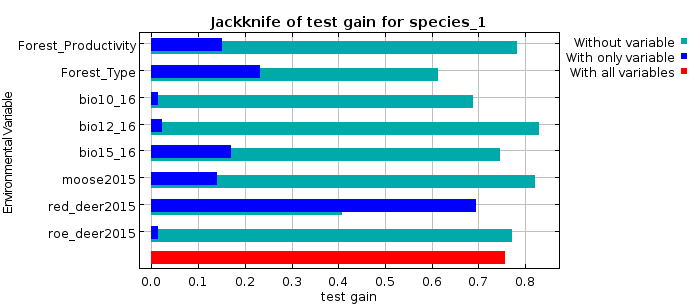 Jackknife of test gain for species_1
Environmental Variable
Forest_Productivity
Forest_Type
bio10_16
bio12_16
bio15_16
moose2015
red_deer2015
roe_deer2015
0.0 0.1 0.2 0.3 0.4 0.5 0.6 0.7 0.8
test gain
Without variable
With only variable
With all variables